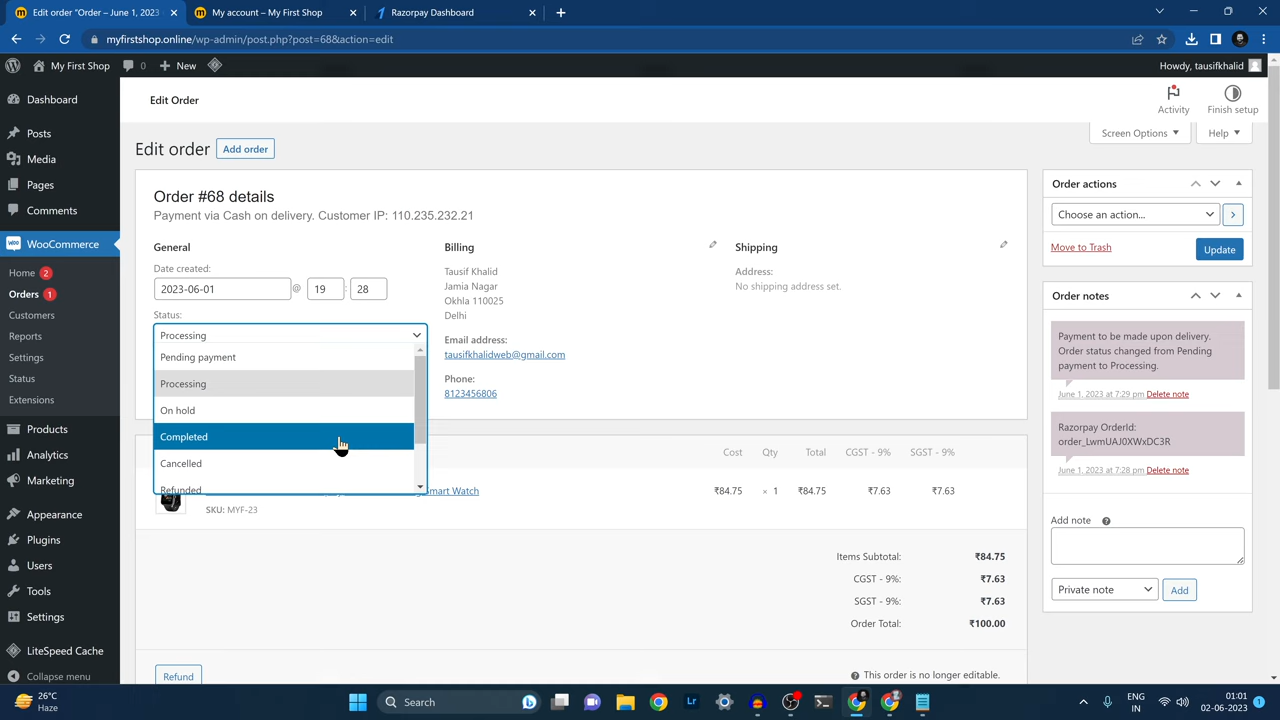 Edit order "Order – June 1, 2023
My account – My First Shop
Razorpay Dashboard
myfirstshop.online/wp-admin/post.php?post=68&action=edit
My First Shop
0
New
Howdy, tausifkhalid
Dashboard
Posts
Media
Pages
Comments
WooCommerce
Home 2
Orders 1
Customers
Reports
Settings
Status
Extensions
Products
Analytics
Marketing
Appearance
Plugins
Users
Tools
Settings
LiteSpeed Cache
Collapse menu
Edit Order
Activity
Finish setup
Screen Options
Help
Edit order
Add order
Order #68 details
Payment via Cash on delivery. Customer IP: 110.235.232.21
General
Date created:
2023-06-01 @ 19 : 28
Status:
Processing
Pending payment
Processing
On hold
Completed
Cancelled
Refunded
Billing
Tausif Khalid
Jamia Nagar
Okhla 110025
Delhi
Email address:
tausifkhalidweb@gmail.com
Phone:
8123456806
Shipping
Address:
No shipping address set.
Cost Qty Total CGST - 9% SGST - 9%
Smart Watch
₹84.75 × 1 ₹84.75 ₹7.63 ₹7.63
SKU: MYF-23
Items Subtotal: ₹84.75
CGST - 9%: ₹7.63
SGST - 9%: ₹7.63
Order Total: ₹100.00
Refund
This order is no longer editable.
Order actions
Choose an action...
Move to Trash
Update
Order notes
Payment to be made upon delivery.
Order status changed from Pending
payment to Processing.
June 1, 2023 at 7:29 pm Delete note
Razorpay OrderId:
order_LwmUAJ0XWxDC3R
June 1, 2023 at 7:28 pm Delete note
Add note
Private note
Add
26°C
Haze
Search
Lr
ENG
IN
01:01
02-06-2023
1